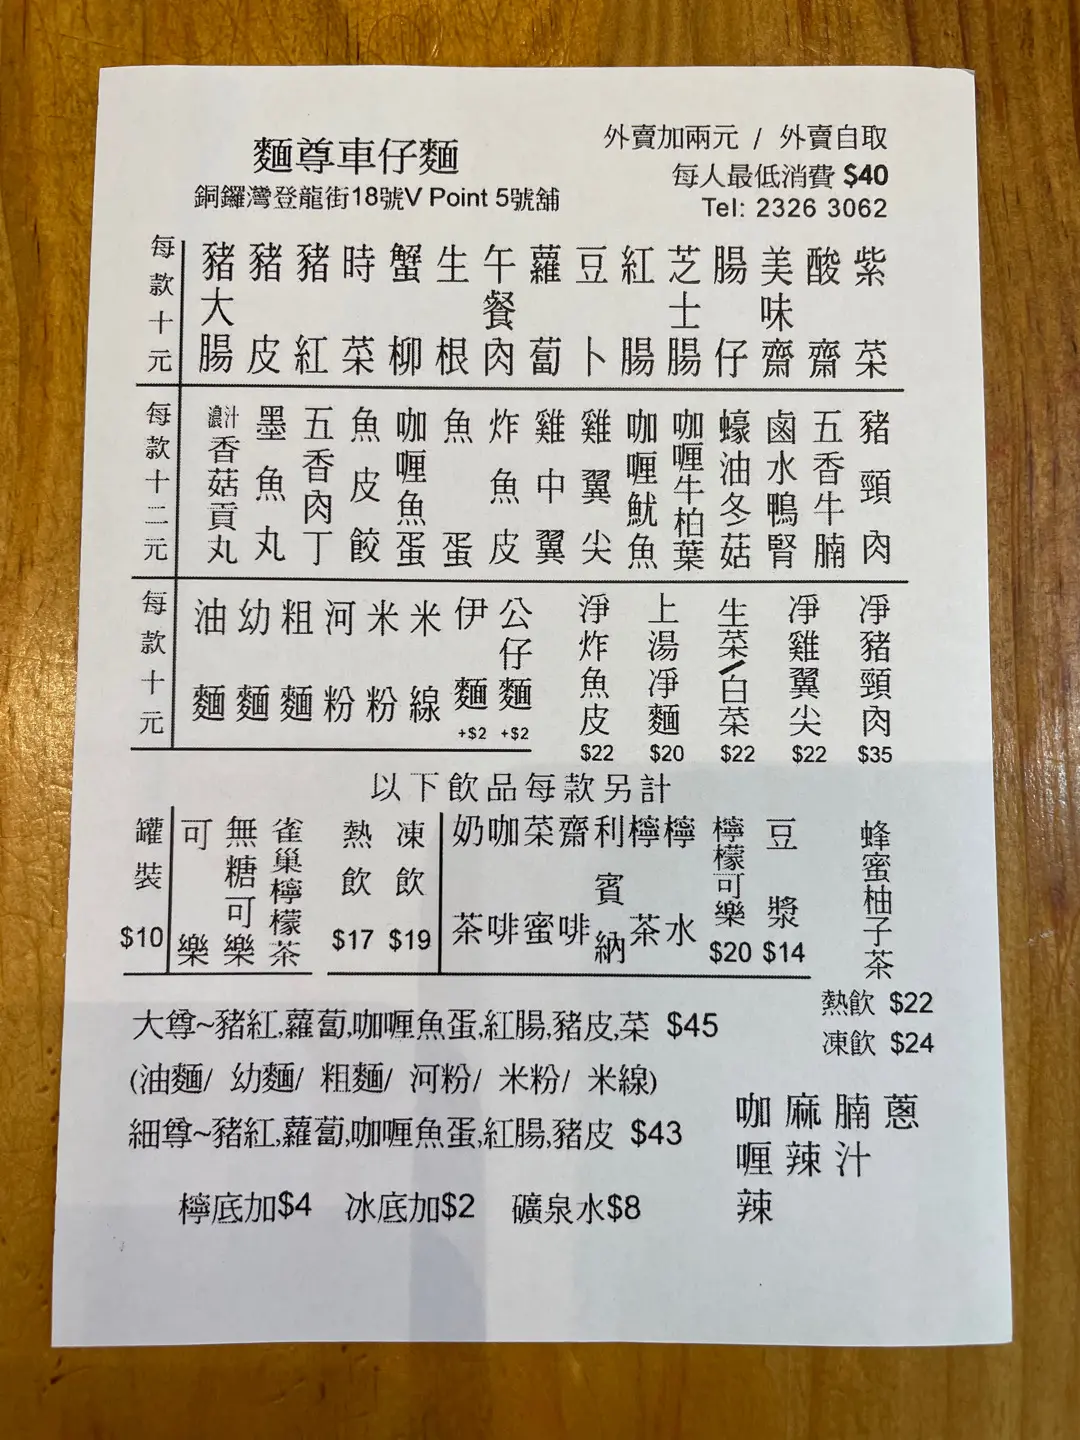 麵尊車仔麵
銅鑼灣登龍街18號V Point 5號舖
外賣加兩元 / 外賣自取
每人最低消費 $40
Tel: 2326 3062
每款十元
豬大腸
豬皮
豬紅
時菜
蟹柳
生根
午餐肉
蘿蔔
豆卜
紅腸
芝士腸
腸仔
美味齋
酸齋
紫菜
每款十二元
濃汁香菇貢丸
墨魚丸
五香肉丁
魚皮餃
咖喱魚蛋
魚蛋
炸魚皮
雞中翼
雞翼尖
咖喱魷魚
咖喱牛柏葉
蠔油冬菇
鹵水鴨腎
五香牛腩
豬頸肉
每款十元
油麵
幼麵
粗麵
河粉
米粉
米線
伊麵 +$2
公仔麵 +$2
淨炸魚皮 $22
上湯淨麵 $20
生菜/白菜 $22
凈雞翼尖 $22
凈豬頸肉 $35
以下飲品每款另計
罐裝 $10
可樂
無糖可樂
雀巢檸檬茶
熱飲 $17
凍飲 $19
奶茶
咖啡
菜蜜
齋啡
利賓納
檸茶
檸水
檸檬可樂 $20
豆漿 $14
蜂蜜柚子茶
熱飲 $22
凍飲 $24
大尊~豬紅,蘿蔔,咖喱魚蛋,紅腸,豬皮,菜 $45
(油麵/ 幼麵/ 粗麵/ 河粉/ 米粉/ 米線)
細尊~豬紅,蘿蔔,咖喱魚蛋,紅腸,豬皮 $43
咖喱辣
麻辣
腩汁
蔥
檸底加$4 冰底加$2 礦泉水$8